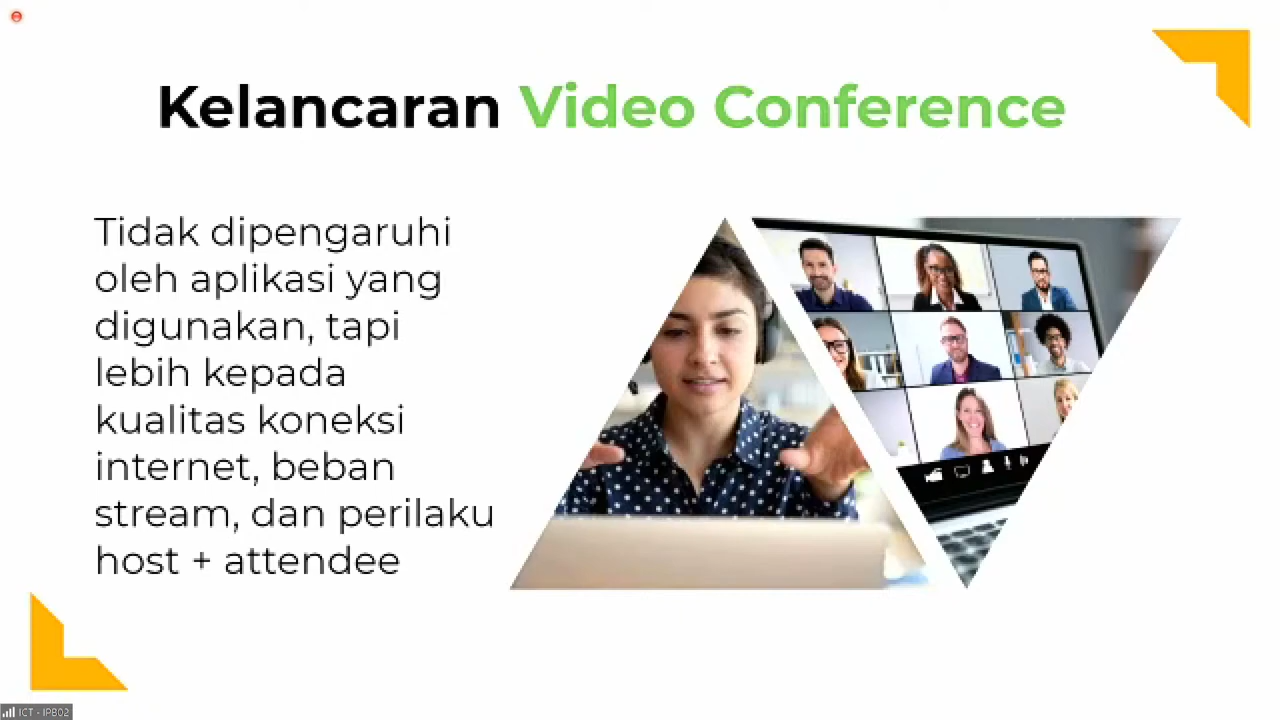 Kelancaran Video Conference
Tidak dipengaruhi
oleh aplikasi yang
digunakan, tapi
lebih kepada
kualitas koneksi
internet, beban
stream, dan perilaku
host + attendee
ICT - IPB02